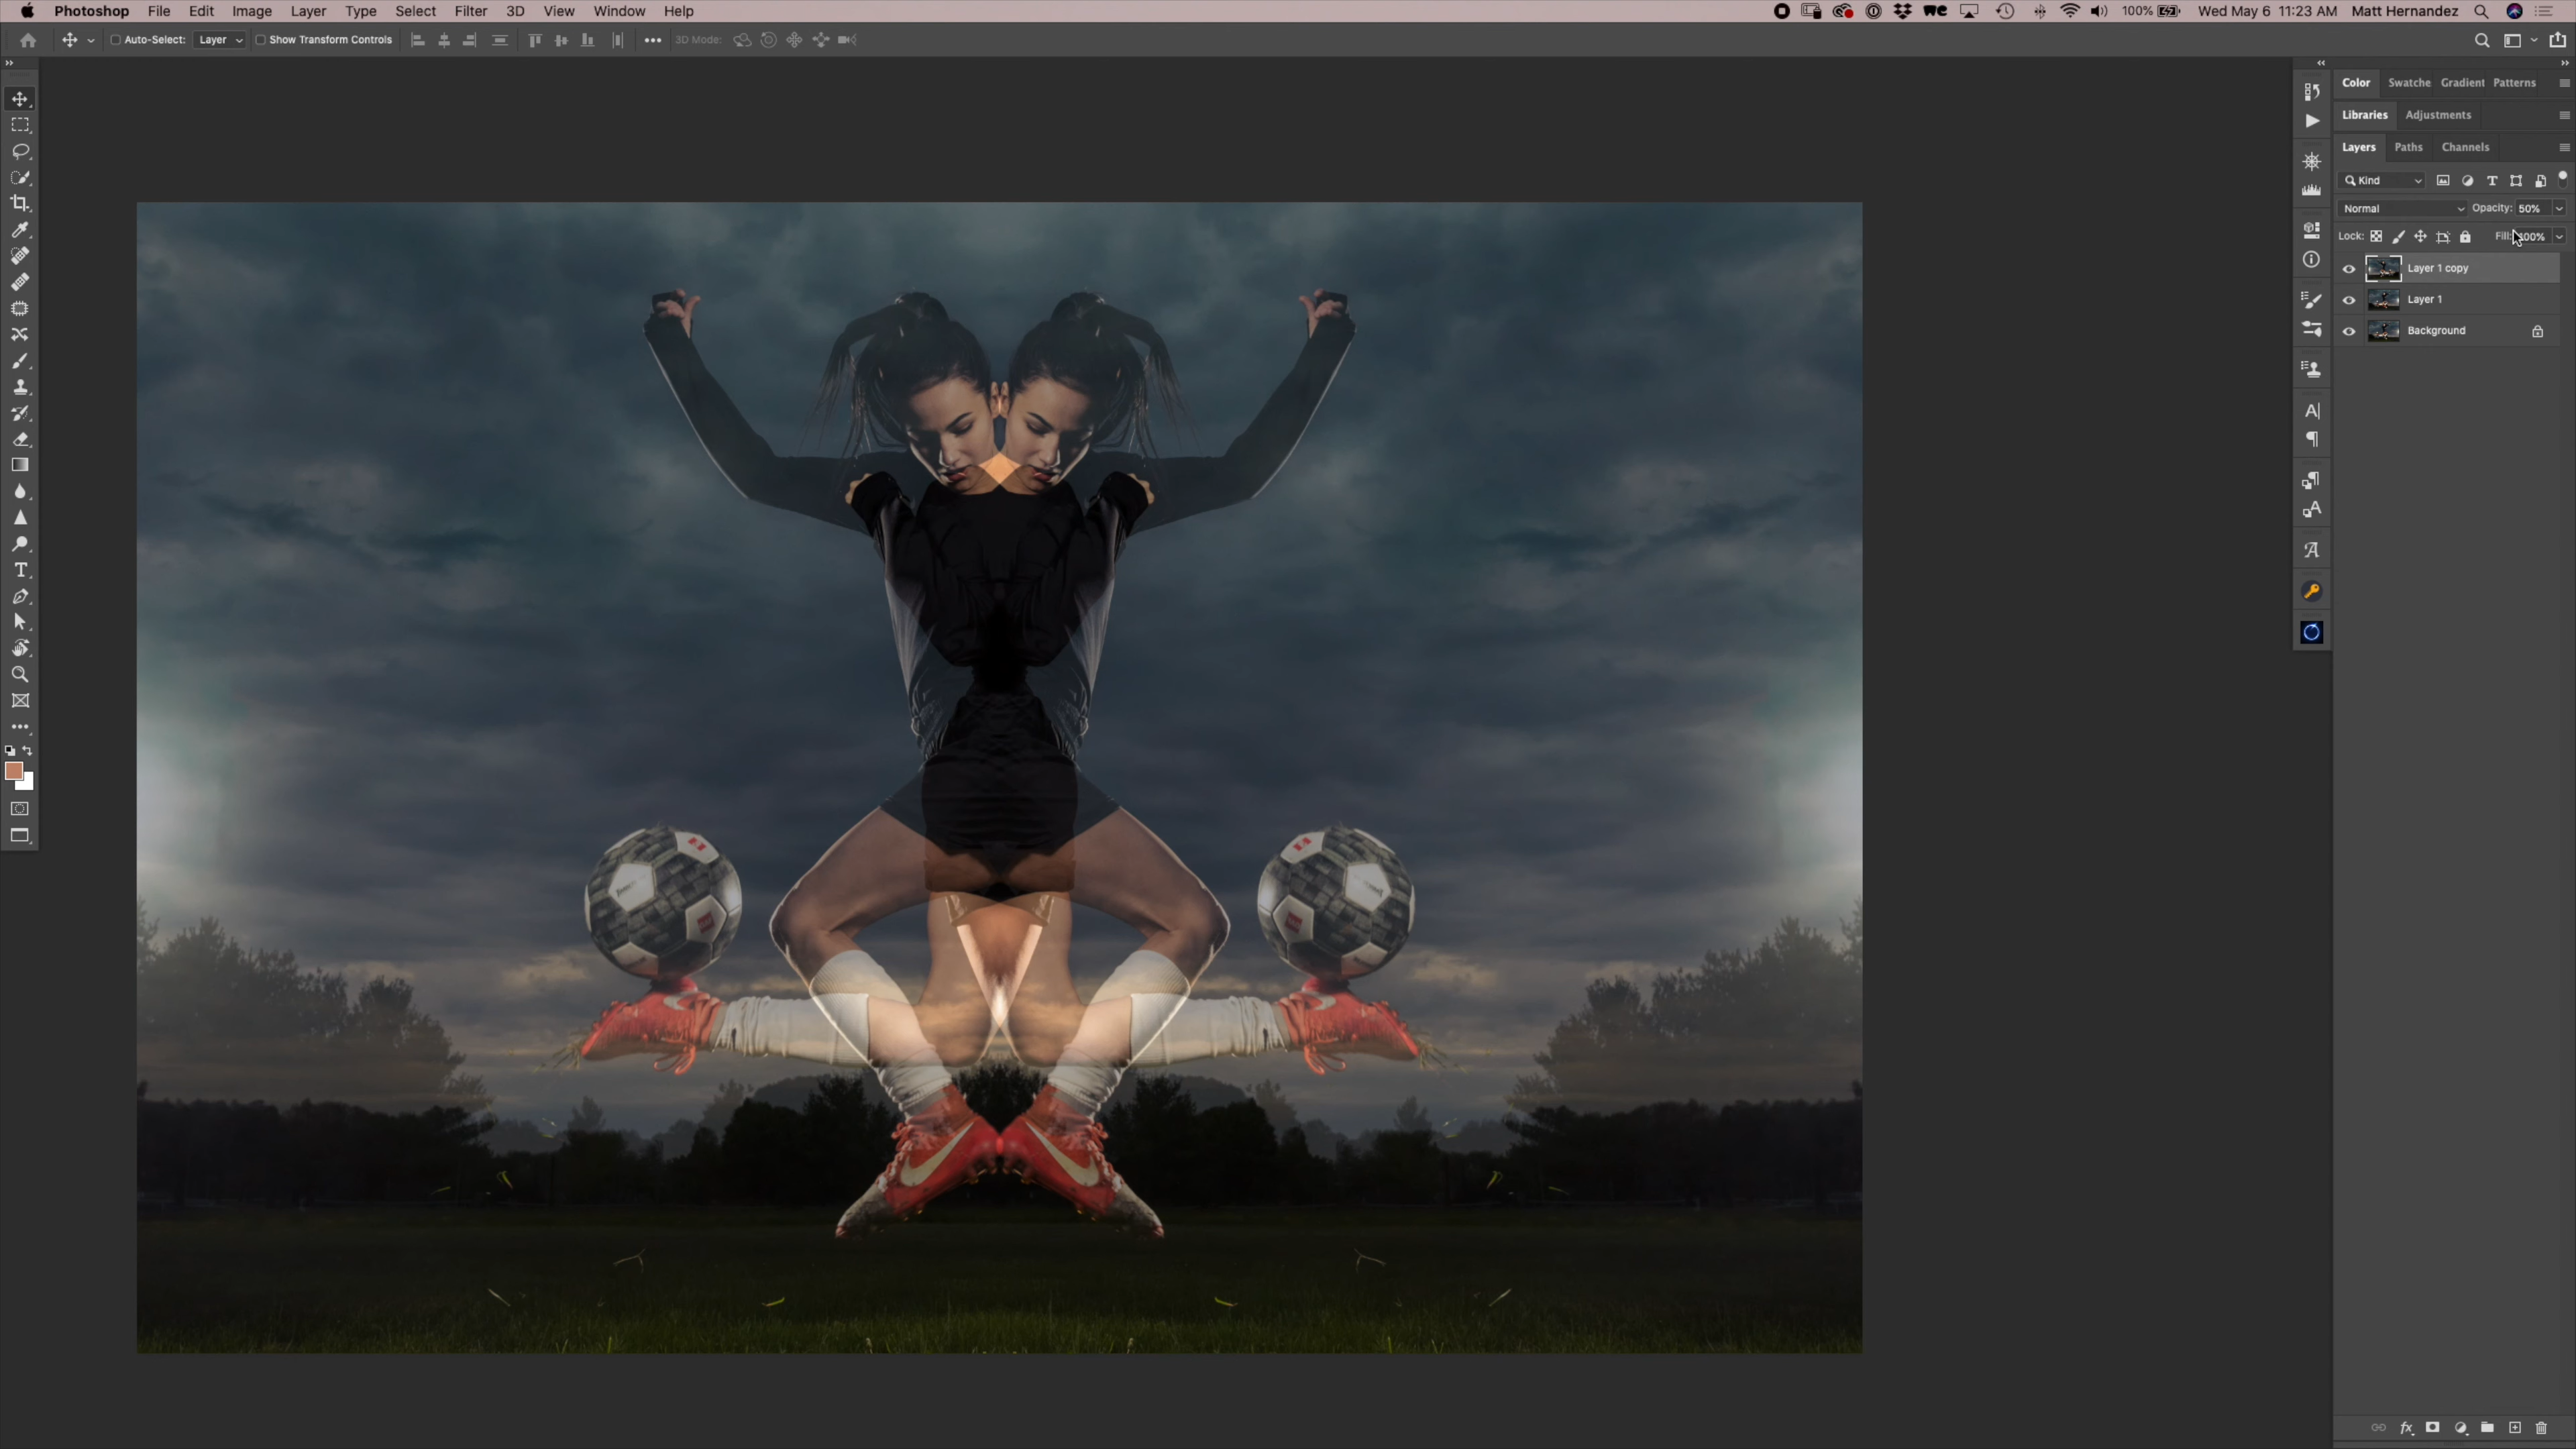 Photoshop File Edit Image Layer Type Select Filter 3D View Window Help 100% Wed May 6 11:23 AM Matt Hernandez
Auto-Select: Layer Show Transform Controls 3D Mode:
Color Swatche Gradient Patterns
Libraries Adjustments
Layers Paths Channels
Kind
Normal Opacity: 50%
Lock: Fill: 100%
Layer 1 copy
Layer 1
Background